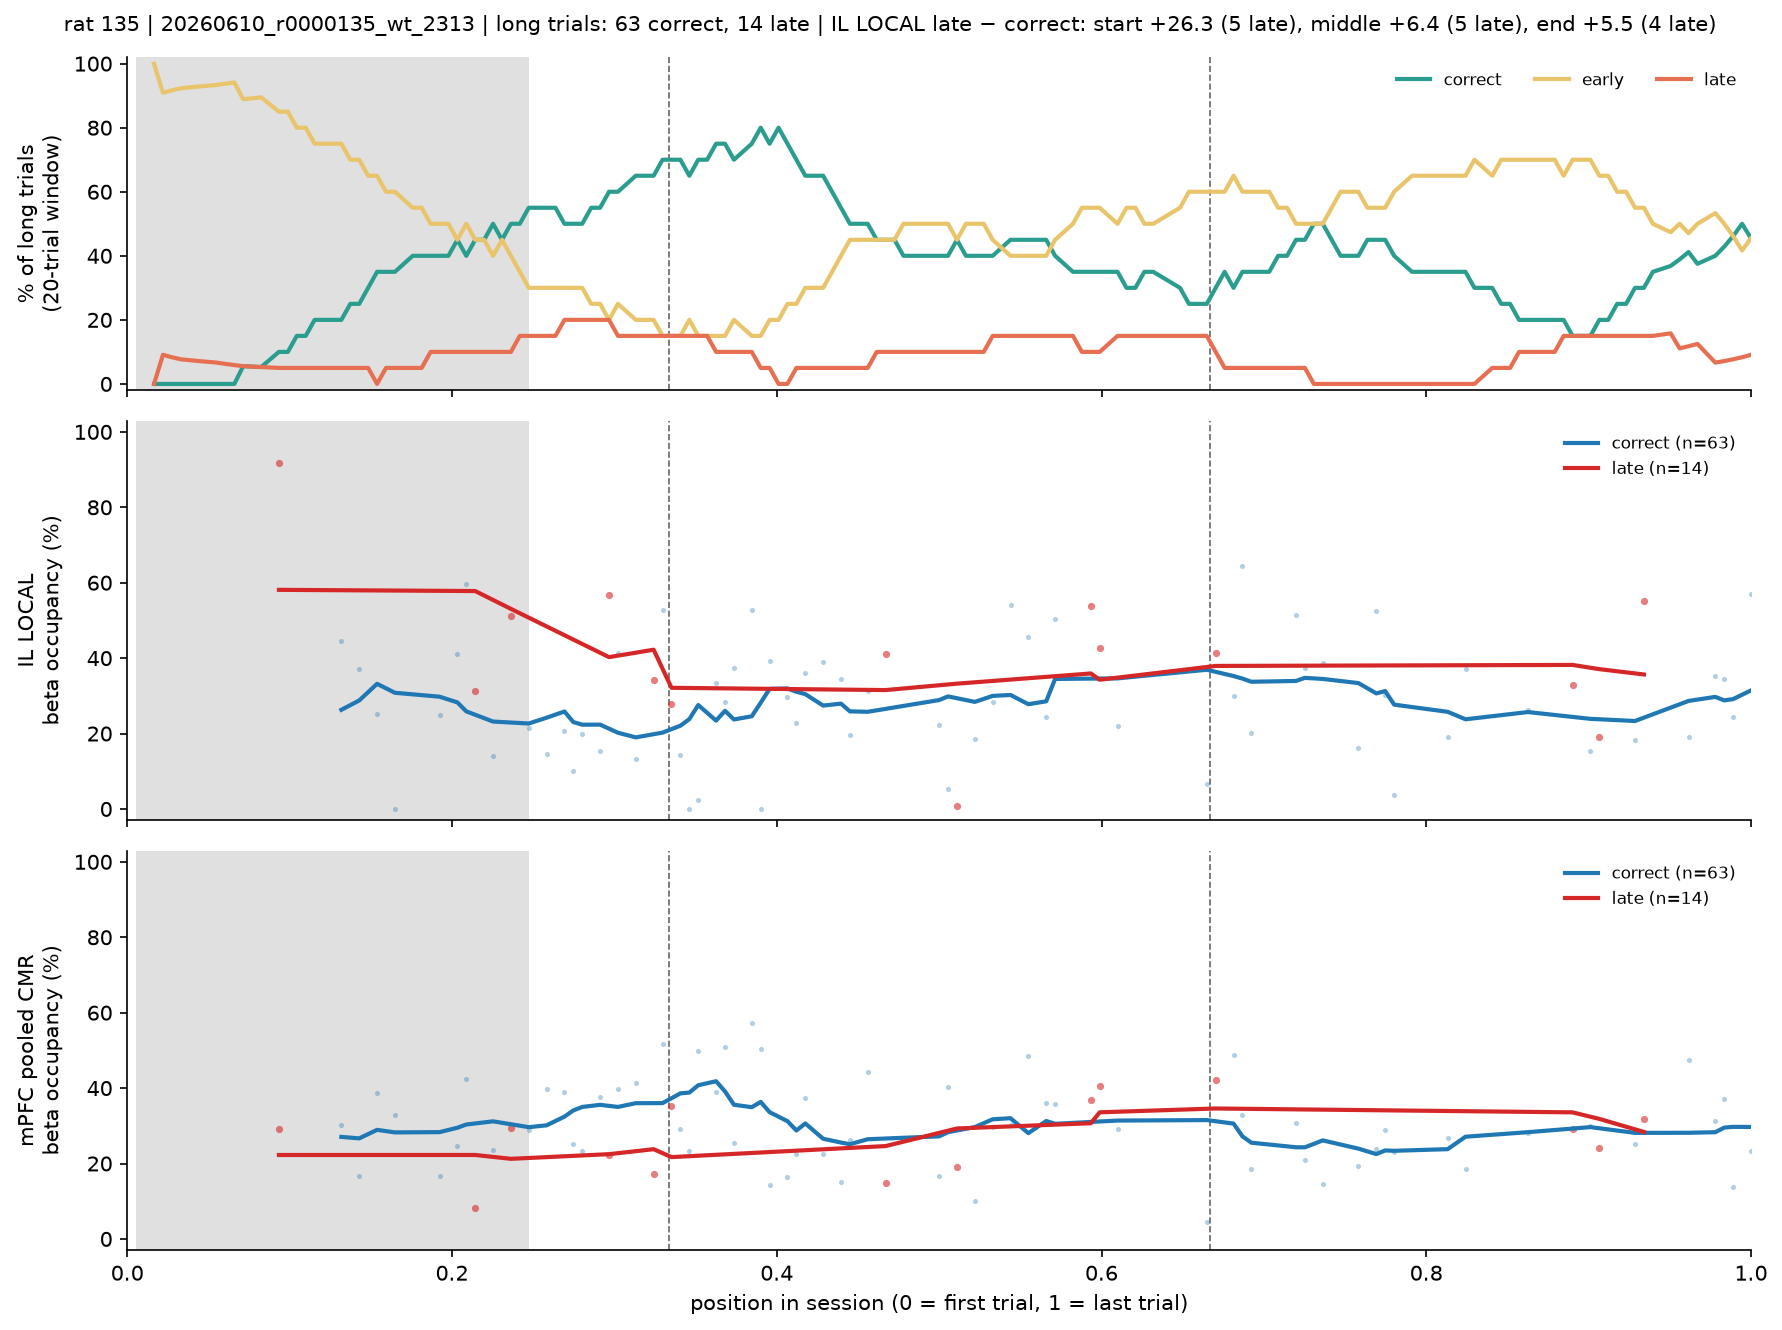 rat 135 | 20260610_r0000135_wt_2313 | long trials: 63 correct, 14 late | IL LOCAL late − correct: start +26.3 (5 late), middle +6.4 (5 late), end +5.5 (4 late)
100
80
60
40
20
0
% of long trials
(20-trial window)
correct
early
late
100
80
60
40
20
0
IL LOCAL
beta occupancy (%)
correct (n=63)
late (n=14)
100
80
60
40
20
0
mPFC pooled CMR
beta occupancy (%)
correct (n=63)
late (n=14)
0.0 0.2 0.4 0.6 0.8 1.0
position in session (0 = first trial, 1 = last trial)